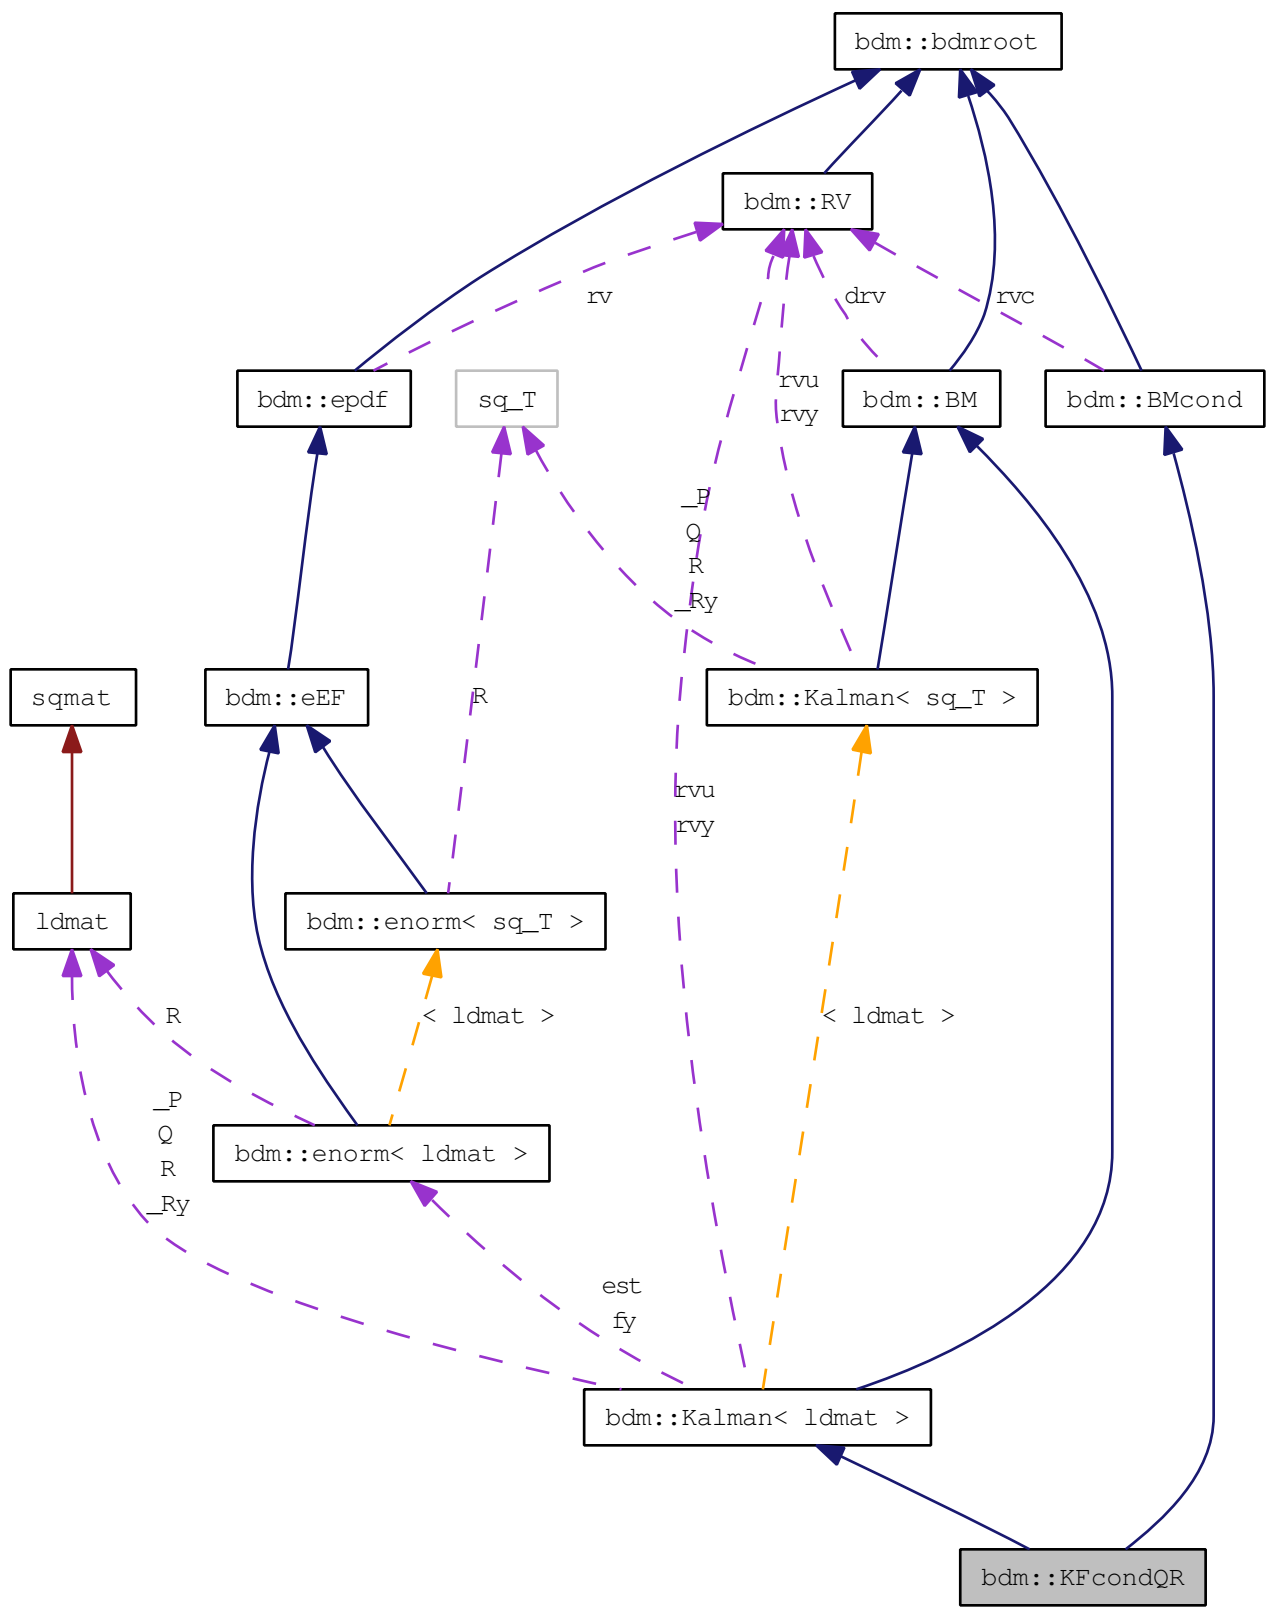 bdm::bdmroot
bdm::RV
rv
drv
rvc
bdm::epdf
sq_T
rvu
rvy
bdm::BM
bdm::BMcond
_P
Q
R
_Ry
sqmat
bdm::eEF
R
bdm::Kalman< sq_T >
rvu
rvy
ldmat
bdm::enorm< sq_T >
R
< ldmat >
< ldmat >
_P
Q
R
_Ry
bdm::enorm< ldmat >
est
fy
bdm::Kalman< ldmat >
bdm::KFcondQR